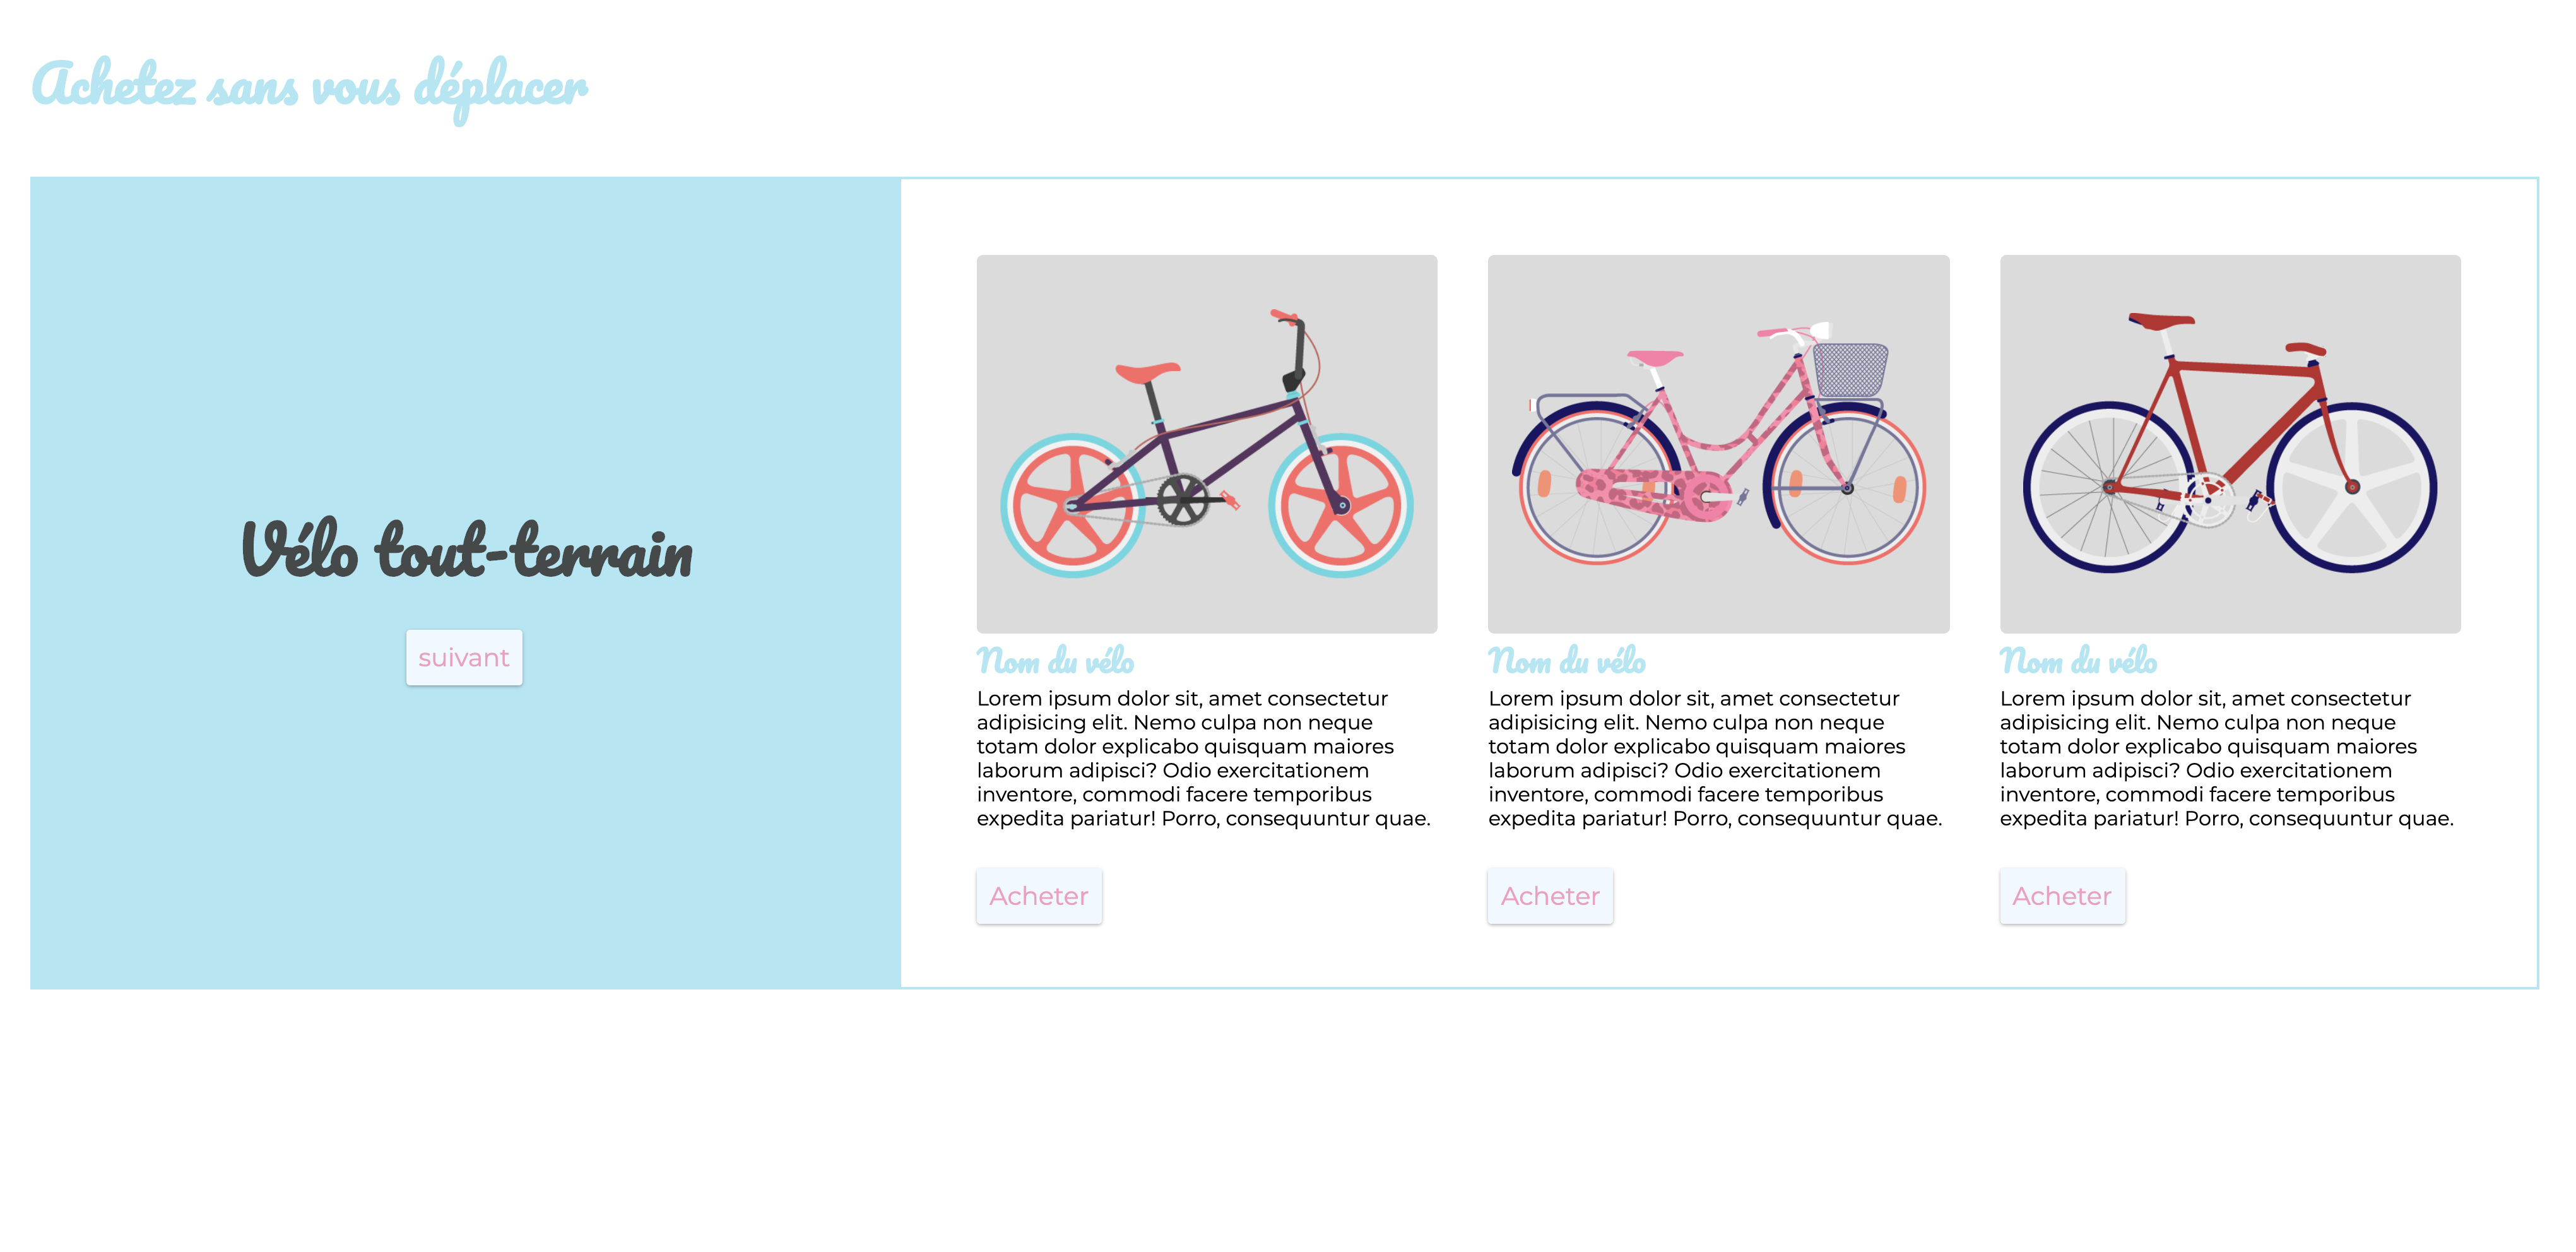 Achetez sans vous déplacer
Vélo tout-terrain
suivant
Nom du vélo
Lorem ipsum dolor sit, amet consectetur
adipisicing elit. Nemo culpa non neque
totam dolor explicabo quisquam maiores
laborum adipisci? Odio exercitationem
inventore, commodi facere temporibus
expedita pariatur! Porro, consequuntur quae.
Acheter
Nom du vélo
Lorem ipsum dolor sit, amet consectetur
adipisicing elit. Nemo culpa non neque
totam dolor explicabo quisquam maiores
laborum adipisci? Odio exercitationem
inventore, commodi facere temporibus
expedita pariatur! Porro, consequuntur quae.
Acheter
Nom du vélo
Lorem ipsum dolor sit, amet consectetur
adipisicing elit. Nemo culpa non neque
totam dolor explicabo quisquam maiores
laborum adipisci? Odio exercitationem
inventore, commodi facere temporibus
expedita pariatur! Porro, consequuntur quae.
Acheter